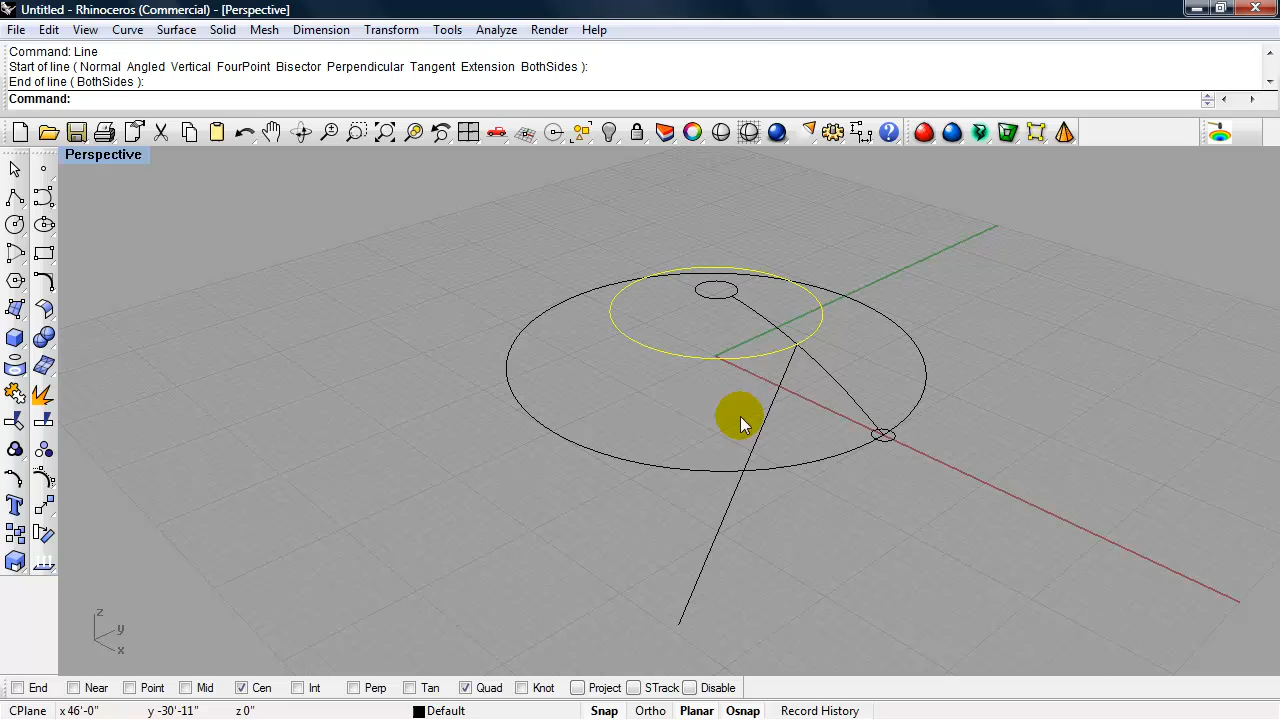 Untitled - Rhinoceros (Commercial) - [Perspective]
File Edit View Curve Surface Solid Mesh Dimension Transform Tools Analyze Render Help
Command: Line
Start of line ( Normal Angled Vertical FourPoint Bisector Perpendicular Tangent Extension BothSides ):
End of line ( BothSides ):
Command:
Perspective
z
y
x
End Near Point Mid Cen Int Perp Tan Quad Knot Project STrack Disable
CPlane x 46'-0" y -30'-11" z 0" Default Snap Ortho Planar Osnap Record History